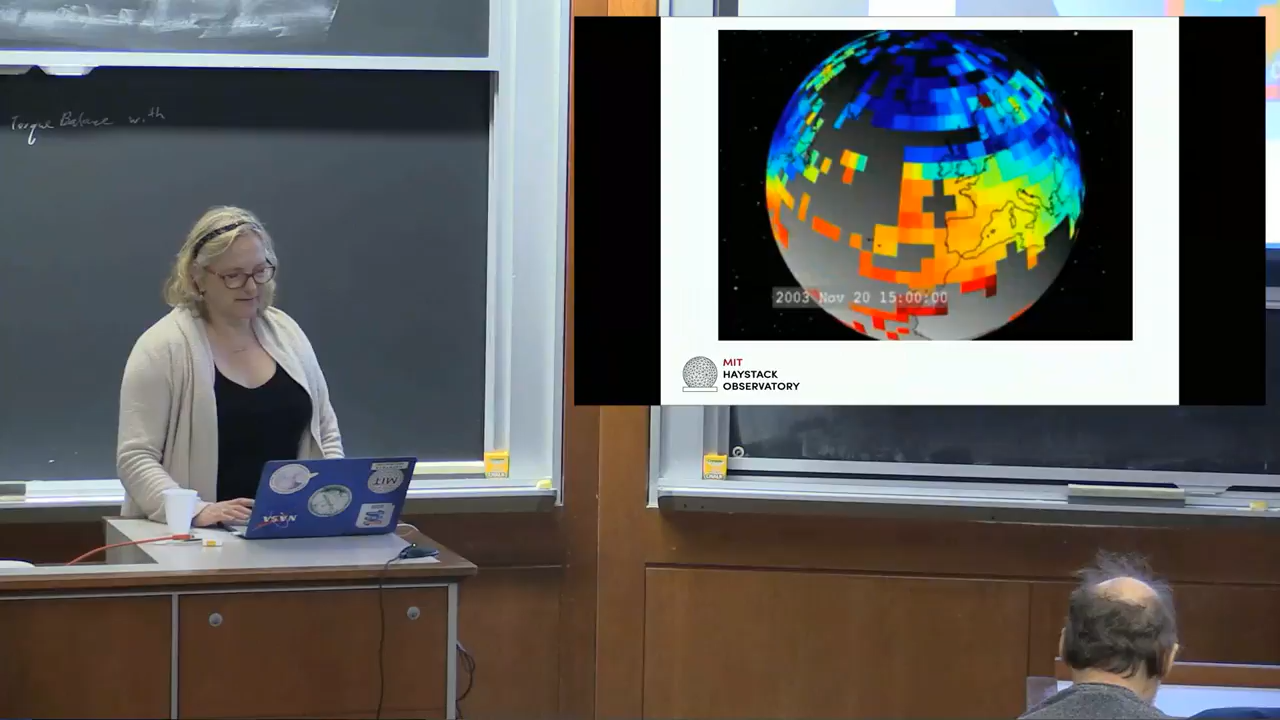 Torque Balance with
2003 Nov 20 15:00:00
MIT
HAYSTACK
OBSERVATORY
MIT
NASA